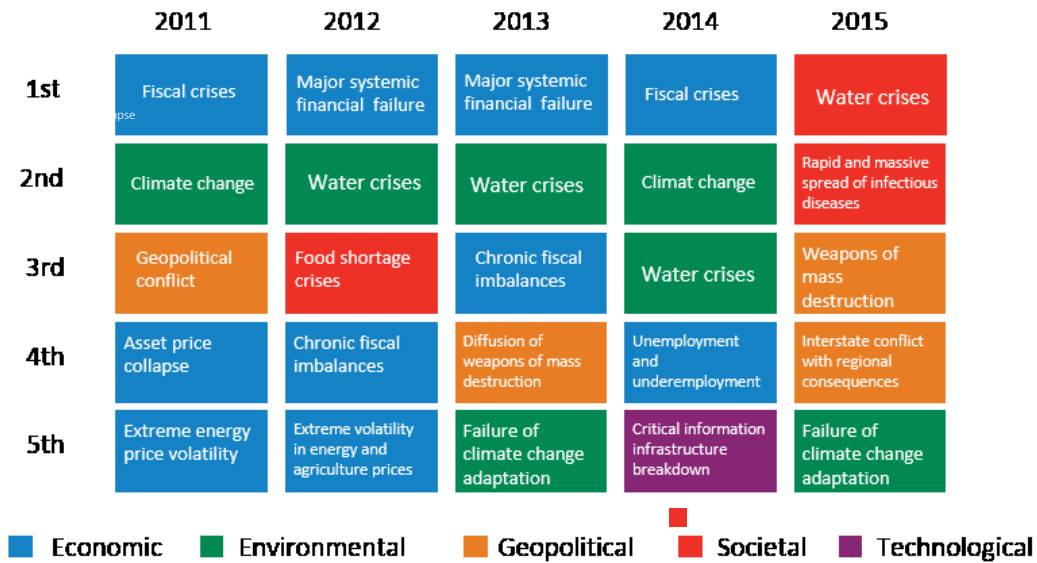 2011 2012 2013 2014 2015
1st
Fiscal crises
apse
Major systemic
financial failure
Major systemic
financial failure
Fiscal crises
Water crises
2nd
Climate change
Water crises
Water crises
Climat change
Rapid and massive
spread of infectious
diseases
3rd
Geopolitical
conflict
Food shortage
crises
Chronic fiscal
imbalances
Water crises
Weapons of
mass
destruction
4th
Asset price
collapse
Chronic fiscal
imbalances
Diffusion of
weapons of mass
destruction
Unemployment
and
underemployment
Interstate conflict
with regional
consequences
5th
Extreme energy
price volatility
Extreme volatility
in energy and
agriculture prices
Failure of
climate change
adaptation
Critical information
infrastructure
breakdown
Failure of
climate change
adaptation
Economic Environmental Geopolitical Societal Technological